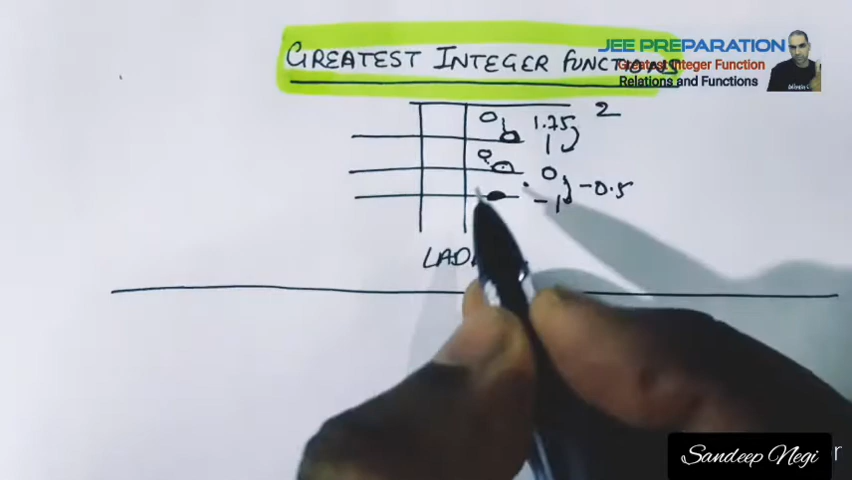 GREATEST INTEGER FUNCTIONS
JEE PREPARATION
Greatest Integer Function
Relations and Functions
2
1.75
1
0
-0.5
-1
Sandeep Negi